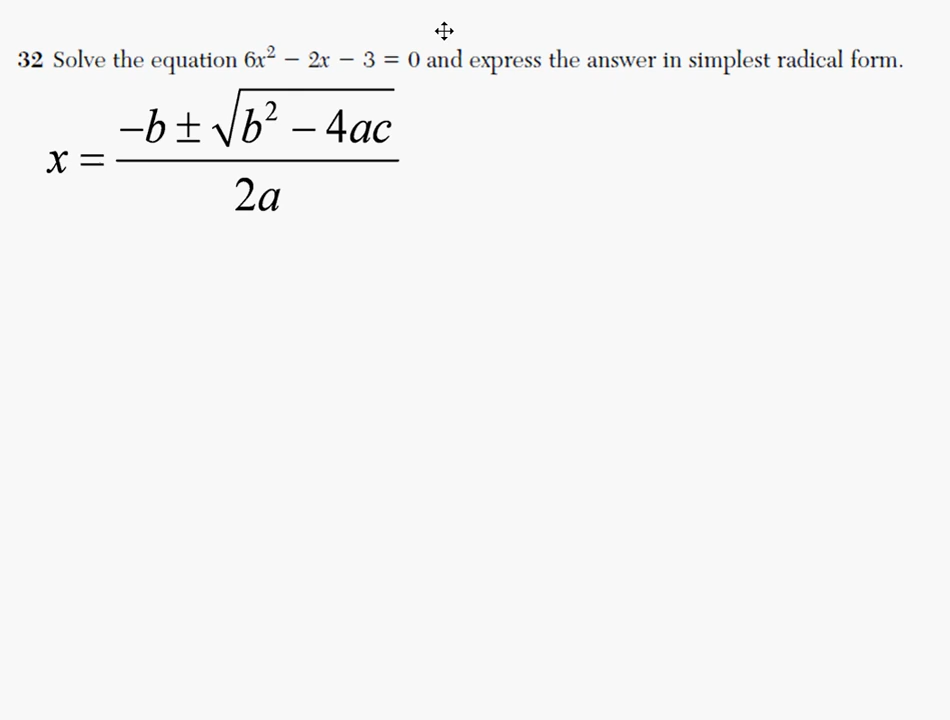 32 Solve the equation 6x² − 2x − 3 = 0 and express the answer in simplest radical form.
x = (−b ± √(b² − 4ac)) / 2a